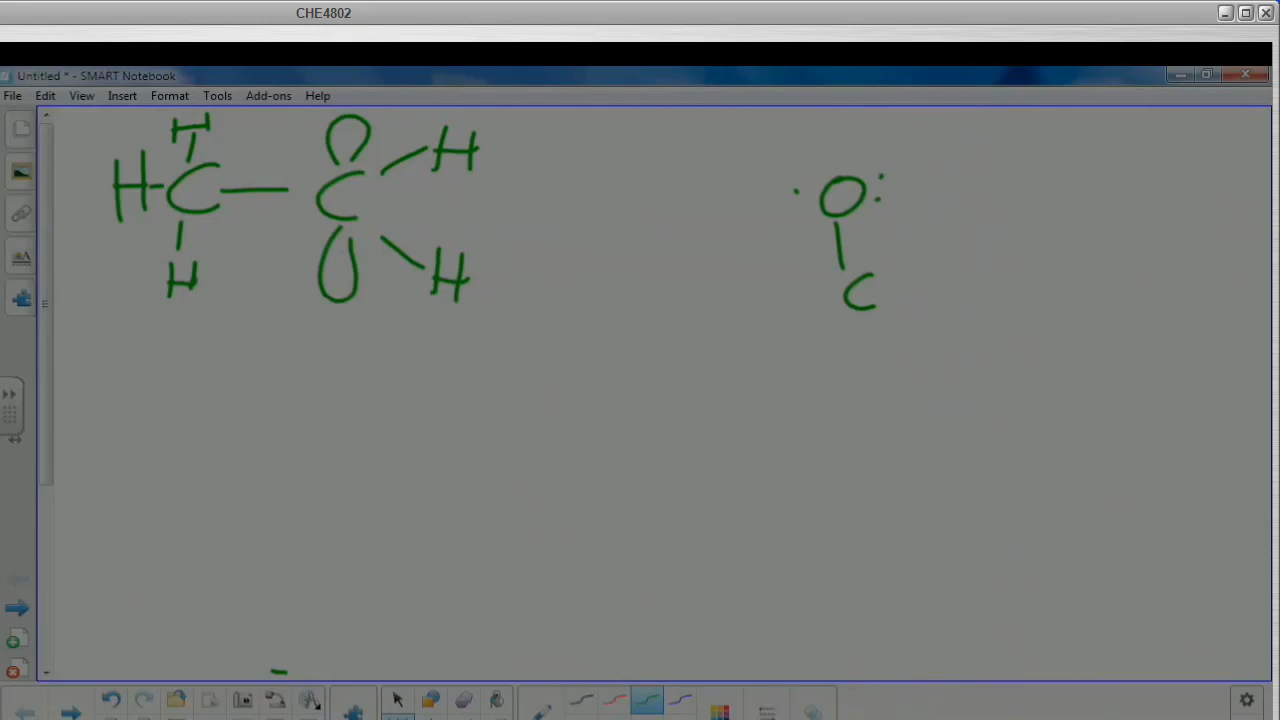 CHE4802
Untitled * - SMART Notebook
File Edit View Insert Format Tools Add-ons Help
H
H C C H
H H
O
C